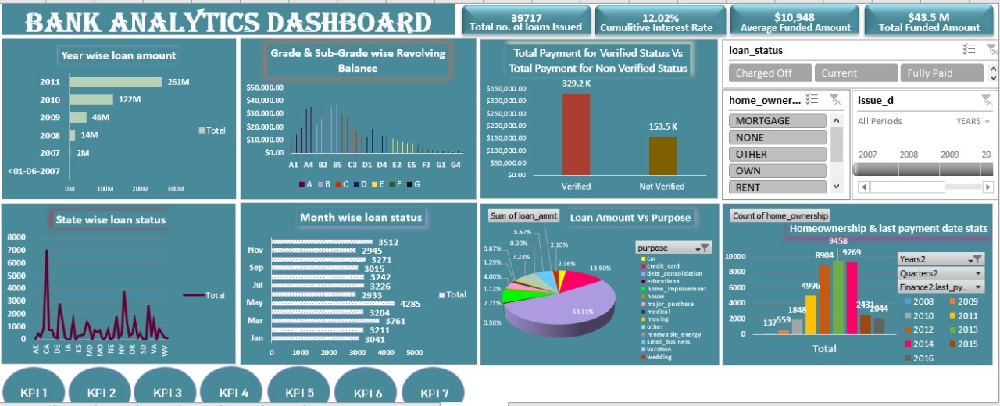 BANK ANALYTICS DASHBOARD
39717
Total no. of loans Issued
12.02%
Cumulitive Interest Rate
$10,948
Average Funded Amount
$43.5 M
Total Funded Amount
Year wise loan amount
2011
261M
2010
122M
2009
46M
2008
14M
2007
2M
<01-06-2007
0M 100M 200M 300M
Total
Grade & Sub-Grade wise Revolving
Balance
$50,000.00
$40,000.00
$30,000.00
$20,000.00
$10,000.00
$0.00
A1 A4 B2 B5 C3 D1 D4 E2 E5 F3 G1 G4
A B C D E F G
Total Payment for Verified Status Vs
Total Payment for Non Verified Status
329.2 K
153.5 K
$350,000.00
$300,000.00
$250,000.00
$200,000.00
$150,000.00
$100,000.00
$50,000.00
$0.00
Verified Not Verified
loan_status
Charged Off Current Fully Paid
home_owner...
MORTGAGE
NONE
OTHER
OWN
RENT
issue_d
All Periods YEARS
2007 2008 2009 20
State wise loan status
8000
7000
6000
5000
4000
3000
2000
1000
0
AK CA DE IA KS MD MO NE NV OR SD VA WV
Total
Month wise loan status
3512
Nov 2945
3271
Sep 3015
3242
Jul 3226
2933
May 4285
3204
Mar 3761
3211
Jan 3041
0 1000 2000 3000 4000 5000
Total
Sum of loan_amnt
Loan Amount Vs Purpose
5.57%
0.20%
2.10%
0.87%
7.23%
2.36%
1.29%
13.50%
4.00%
1.12%
7.71%
53.11%
0.50%
purpose
car
credit_card
debt_consolidation
educational
home_improvement
house
major_purchase
medical
moving
other
renewable_energy
small_business
vacation
wedding
Count of home_ownership
Homeownership & last payment date stats
10000
8000
6000
4000
2000
0
137 559 1848 4996 8904 9458 9269 2431 2044
Total
Years2
Quarters2
Finance2.last_py..
2008 2009
2010 2011
2012 2013
2014 2015
2016
KPI 1 KPI 2 KPI 3 KPI 4 KPI 5 KPI 6 KPI 7